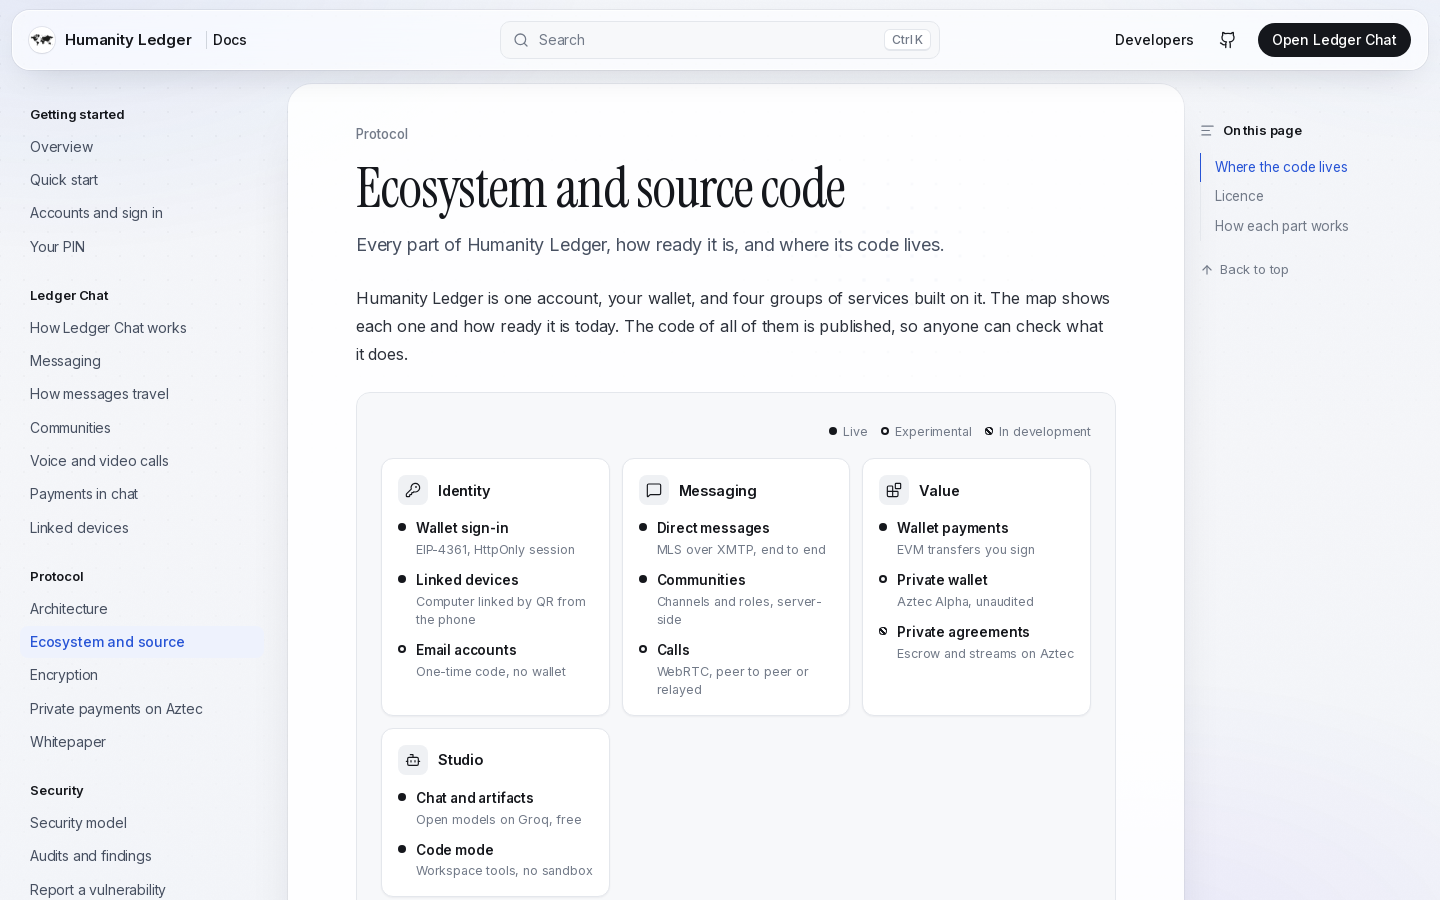 Humanity Ledger
Docs
Search
Ctrl K
Developers
Open Ledger Chat
Getting started
Overview
Quick start
Accounts and sign in
Your PIN
Ledger Chat
How Ledger Chat works
Messaging
How messages travel
Communities
Voice and video calls
Payments in chat
Linked devices
Protocol
Architecture
Ecosystem and source
Encryption
Private payments on Aztec
Whitepaper
Security
Security model
Audits and findings
Report a vulnerability
Protocol
Ecosystem and source code
Every part of Humanity Ledger, how ready it is, and where its code lives.
Humanity Ledger is one account, your wallet, and four groups of services built on it. The map shows
each one and how ready it is today. The code of all of them is published, so anyone can check what
it does.
Live
Experimental
In development
Identity
Wallet sign-in
EIP-4361, HttpOnly session
Linked devices
Computer linked by QR from
the phone
Email accounts
One-time code, no wallet
Messaging
Direct messages
MLS over XMTP, end to end
Communities
Channels and roles, server-
side
Calls
WebRTC, peer to peer or
relayed
Value
Wallet payments
EVM transfers you sign
Private wallet
Aztec Alpha, unaudited
Private agreements
Escrow and streams on Aztec
Studio
Chat and artifacts
Open models on Groq, free
Code mode
Workspace tools, no sandbox
On this page
Where the code lives
Licence
How each part works
Back to top